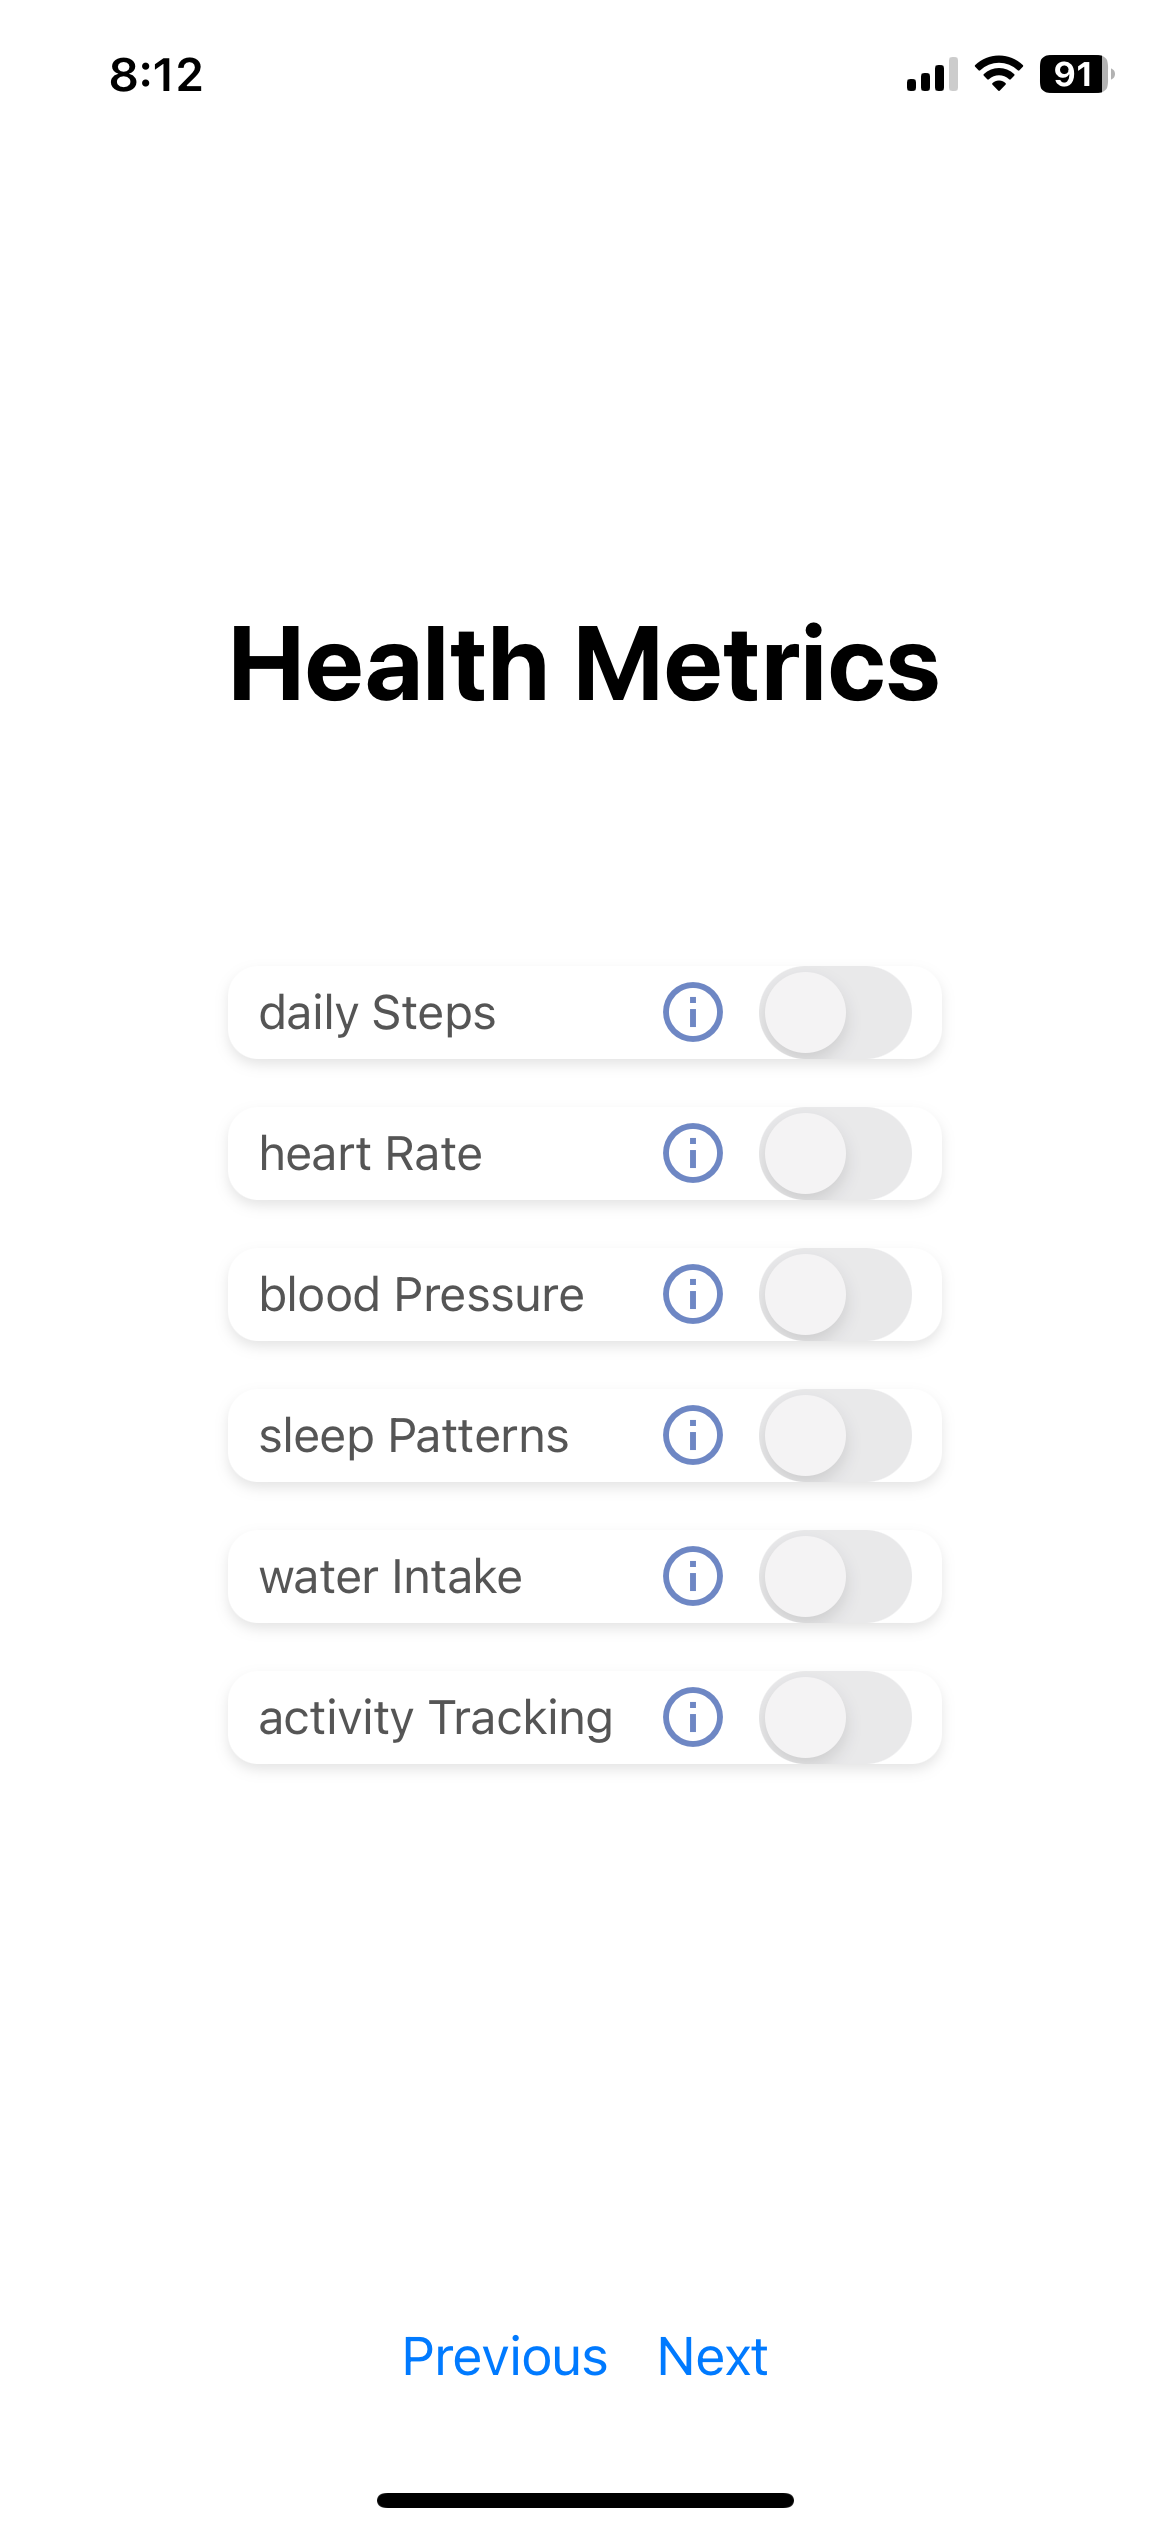 8:12
91
Health Metrics
daily Steps
heart Rate
blood Pressure
sleep Patterns
water Intake
activity Tracking
Previous Next